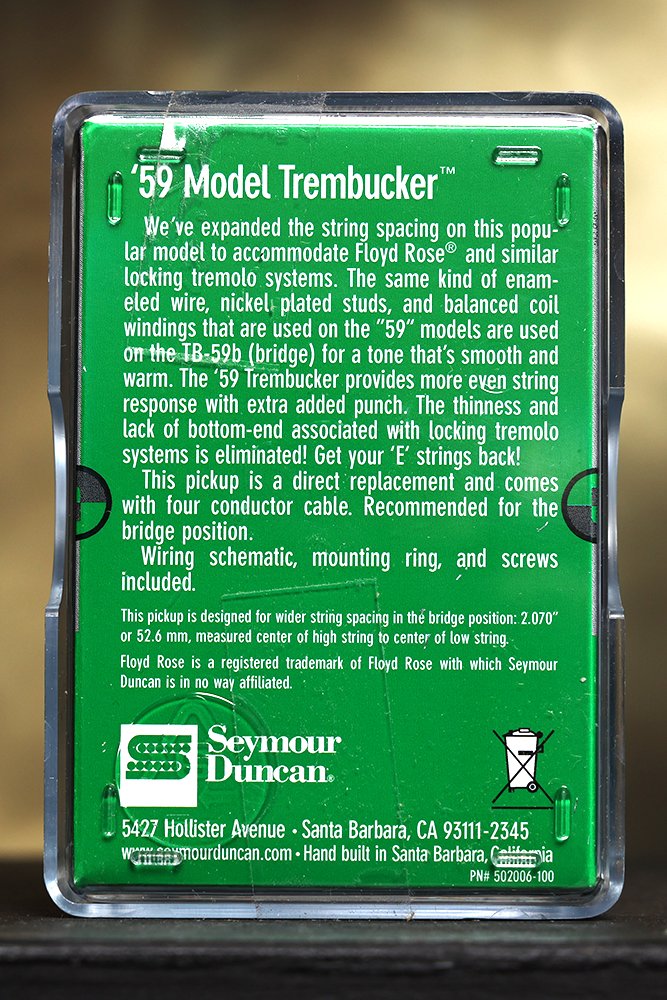 ‘59 Model Trembucker™
We’ve expanded the string spacing on this popu-
lar model to accommodate Floyd Rose® and similar
locking tremolo systems. The same kind of enam-
eled wire, nickel plated studs, and balanced coil
windings that are used on the ”59” models are used
on the TB-59b (bridge) for a tone that’s smooth and
warm. The ‘59 Trembucker provides more even string
response with extra added punch. The thinness and
lack of bottom-end associated with locking tremolo
systems is eliminated! Get your ‘E’ strings back!
This pickup is a direct replacement and comes
with four conductor cable. Recommended for the
bridge position.
Wiring schematic, mounting ring, and screws
included.
This pickup is designed for wider string spacing in the bridge position: 2.070”
or 52.6 mm, measured center of high string to center of low string.
Floyd Rose is a registered trademark of Floyd Rose with which Seymour
Duncan is in no way affiliated.
Seymour
Duncan®
5427 Hollister Avenue • Santa Barbara, CA 93111-2345
www.seymourduncan.com • Hand built in Santa Barbara, California
PN# 502006-100